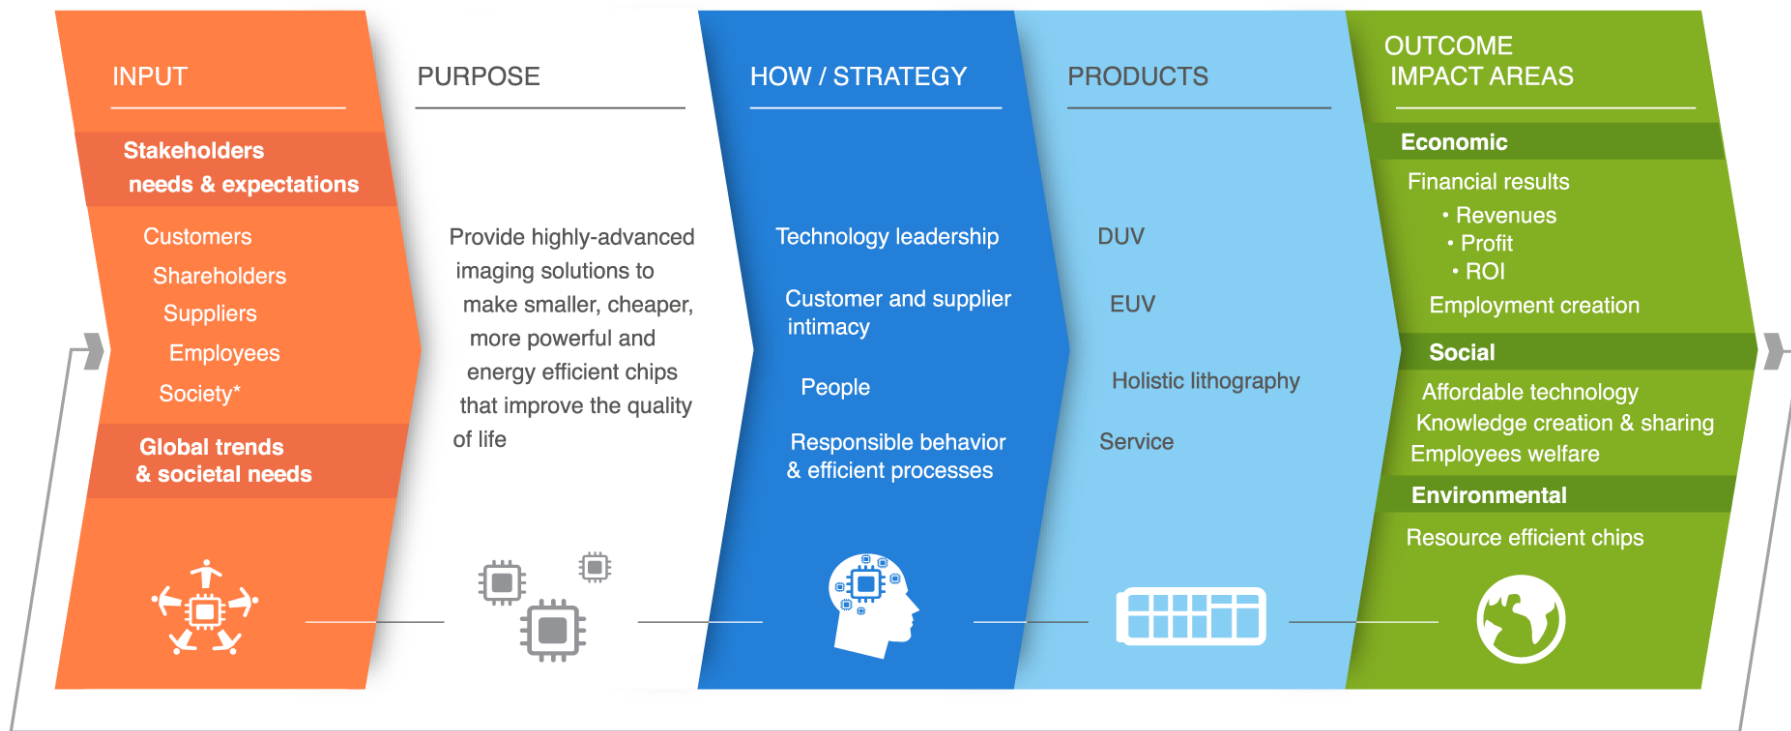 INPUT
Stakeholders
needs & expectations
Customers
Shareholders
Suppliers
Employees
Society*
Global trends
& societal needs
PURPOSE
Provide highly-advanced
imaging solutions to
make smaller, cheaper,
more powerful and
energy efficient chips
that improve the quality
of life
HOW / STRATEGY
Technology leadership
Customer and supplier
intimacy
People
Responsible behavior
& efficient processes
PRODUCTS
DUV
EUV
Holistic lithography
Service
OUTCOME
IMPACT AREAS
Economic
Financial results
• Revenues
• Profit
• ROI
Employment creation
Social
Affordable technology
Knowledge creation & sharing
Employees welfare
Environmental
Resource efficient chips